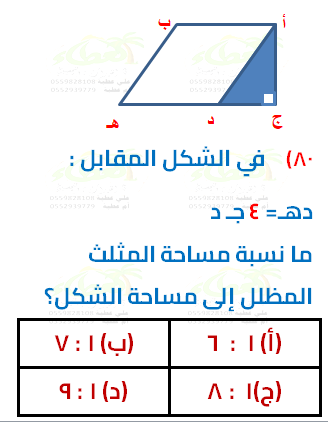 أ
ب
ج
د
هـ
٨٠) في الشكل المقابل :
دهـ= ٤ جـ د
ما نسبة مساحة المثلث
المظلل إلى مساحة الشكل؟
(أ) ١ : ٦
(ب) ١ : ٧
(ج) ١ : ٨
(د) ١ : ٩